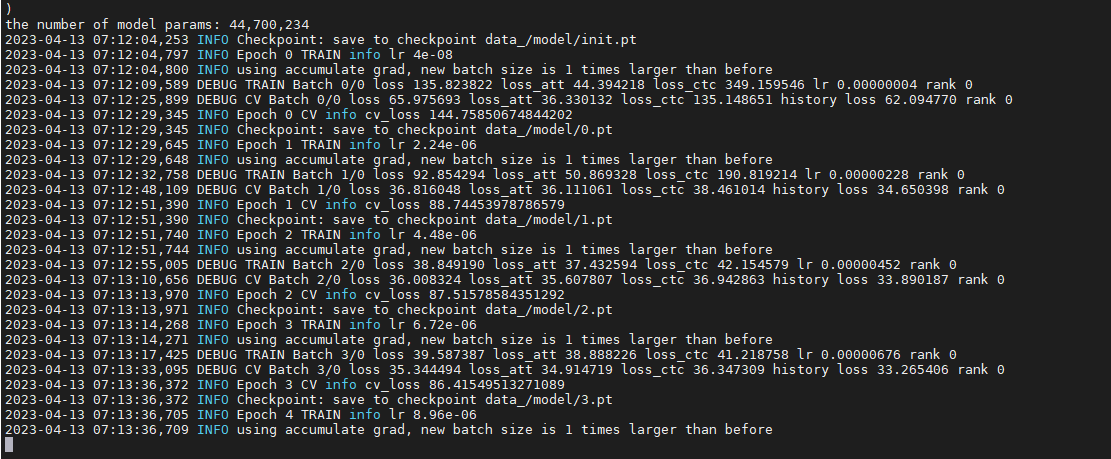 )
the number of model params: 44,700,234
2023-04-13 07:12:04,253 INFO Checkpoint: save to checkpoint data_/model/init.pt
2023-04-13 07:12:04,797 INFO Epoch 0 TRAIN info lr 4e-08
2023-04-13 07:12:04,800 INFO using accumulate grad, new batch size is 1 times larger than before
2023-04-13 07:12:09,589 DEBUG TRAIN Batch 0/0 loss 135.823822 loss_att 44.394218 loss_ctc 349.159546 lr 0.00000004 rank 0
2023-04-13 07:12:25,899 DEBUG CV Batch 0/0 loss 65.975693 loss_att 36.330132 loss_ctc 135.148651 history loss 62.094770 rank 0
2023-04-13 07:12:29,345 INFO Epoch 0 CV info cv_loss 144.75850674844202
2023-04-13 07:12:29,345 INFO Checkpoint: save to checkpoint data_/model/0.pt
2023-04-13 07:12:29,645 INFO Epoch 1 TRAIN info lr 2.24e-06
2023-04-13 07:12:29,648 INFO using accumulate grad, new batch size is 1 times larger than before
2023-04-13 07:12:32,758 DEBUG TRAIN Batch 1/0 loss 92.854294 loss_att 50.869328 loss_ctc 190.819214 lr 0.00000228 rank 0
2023-04-13 07:12:48,109 DEBUG CV Batch 1/0 loss 36.816048 loss_att 36.111061 loss_ctc 38.461014 history loss 34.650398 rank 0
2023-04-13 07:12:51,390 INFO Epoch 1 CV info cv_loss 88.74453978786579
2023-04-13 07:12:51,390 INFO Checkpoint: save to checkpoint data_/model/1.pt
2023-04-13 07:12:51,740 INFO Epoch 2 TRAIN info lr 4.48e-06
2023-04-13 07:12:51,744 INFO using accumulate grad, new batch size is 1 times larger than before
2023-04-13 07:12:55,005 DEBUG TRAIN Batch 2/0 loss 38.849190 loss_att 37.432594 loss_ctc 42.154579 lr 0.00000452 rank 0
2023-04-13 07:13:10,656 DEBUG CV Batch 2/0 loss 36.008324 loss_att 35.607807 loss_ctc 36.942863 history loss 33.890187 rank 0
2023-04-13 07:13:13,970 INFO Epoch 2 CV info cv_loss 87.51578584351292
2023-04-13 07:13:13,971 INFO Checkpoint: save to checkpoint data_/model/2.pt
2023-04-13 07:13:14,268 INFO Epoch 3 TRAIN info lr 6.72e-06
2023-04-13 07:13:14,271 INFO using accumulate grad, new batch size is 1 times larger than before
2023-04-13 07:13:17,425 DEBUG TRAIN Batch 3/0 loss 39.587387 loss_att 38.888226 loss_ctc 41.218758 lr 0.00000676 rank 0
2023-04-13 07:13:33,095 DEBUG CV Batch 3/0 loss 35.344494 loss_att 34.914719 loss_ctc 36.347309 history loss 33.265406 rank 0
2023-04-13 07:13:36,372 INFO Epoch 3 CV info cv_loss 86.41549513271089
2023-04-13 07:13:36,372 INFO Checkpoint: save to checkpoint data_/model/3.pt
2023-04-13 07:13:36,705 INFO Epoch 4 TRAIN info lr 8.96e-06
2023-04-13 07:13:36,709 INFO using accumulate grad, new batch size is 1 times larger than before